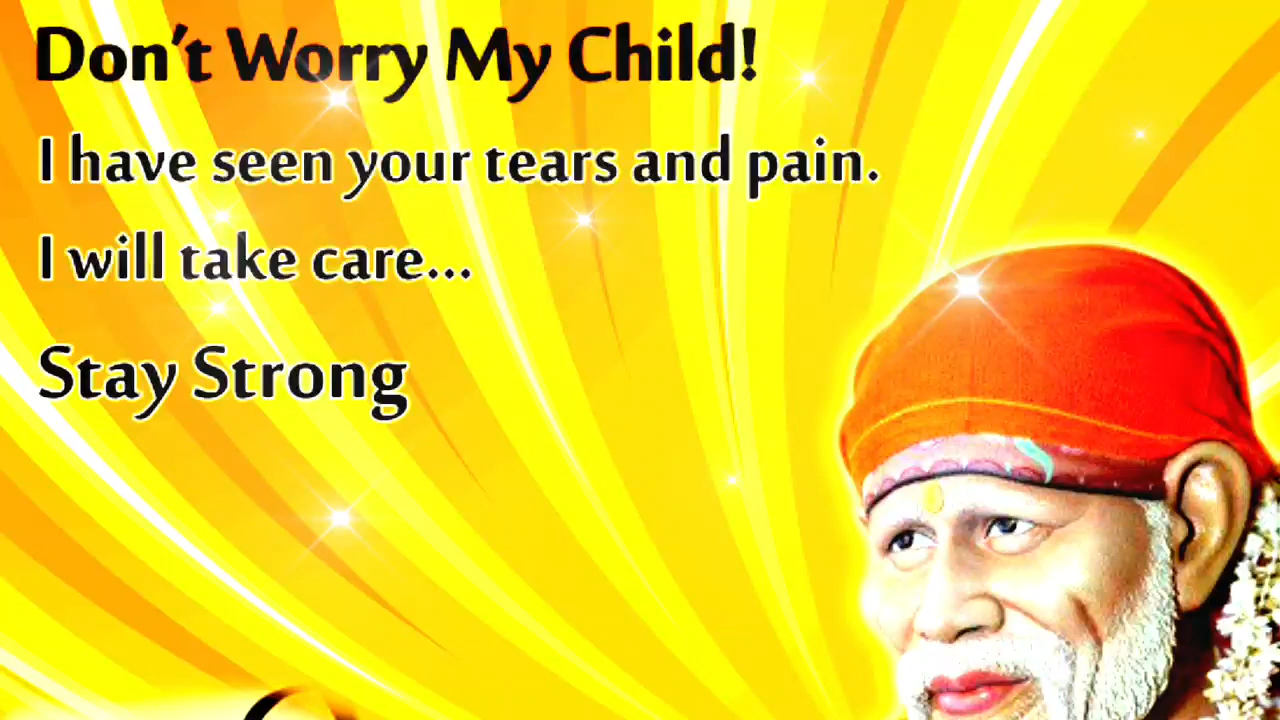 Don't Worry My Child!
I have seen your tears and pain.
I will take care...
Stay Strong